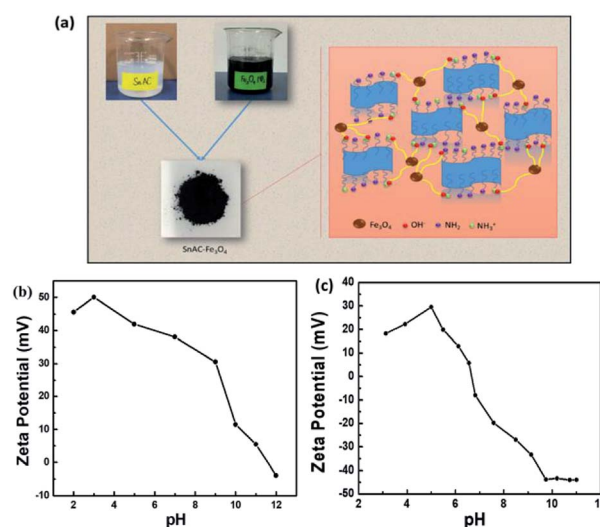 (a)
SnAC
Fe3O4 NPs
SnAC-Fe₃O₄
Fe₃O₄ OH⁻ NH₂ NH₃⁺
(b)
Zeta Potential (mV)
50
40
30
20
10
0
-10
2 4 6 8 10 12
pH
(c)
Zeta Potential (mV)
40
30
20
10
0
-10
-20
-30
-40
-50
2 4 6 8 10 1
pH